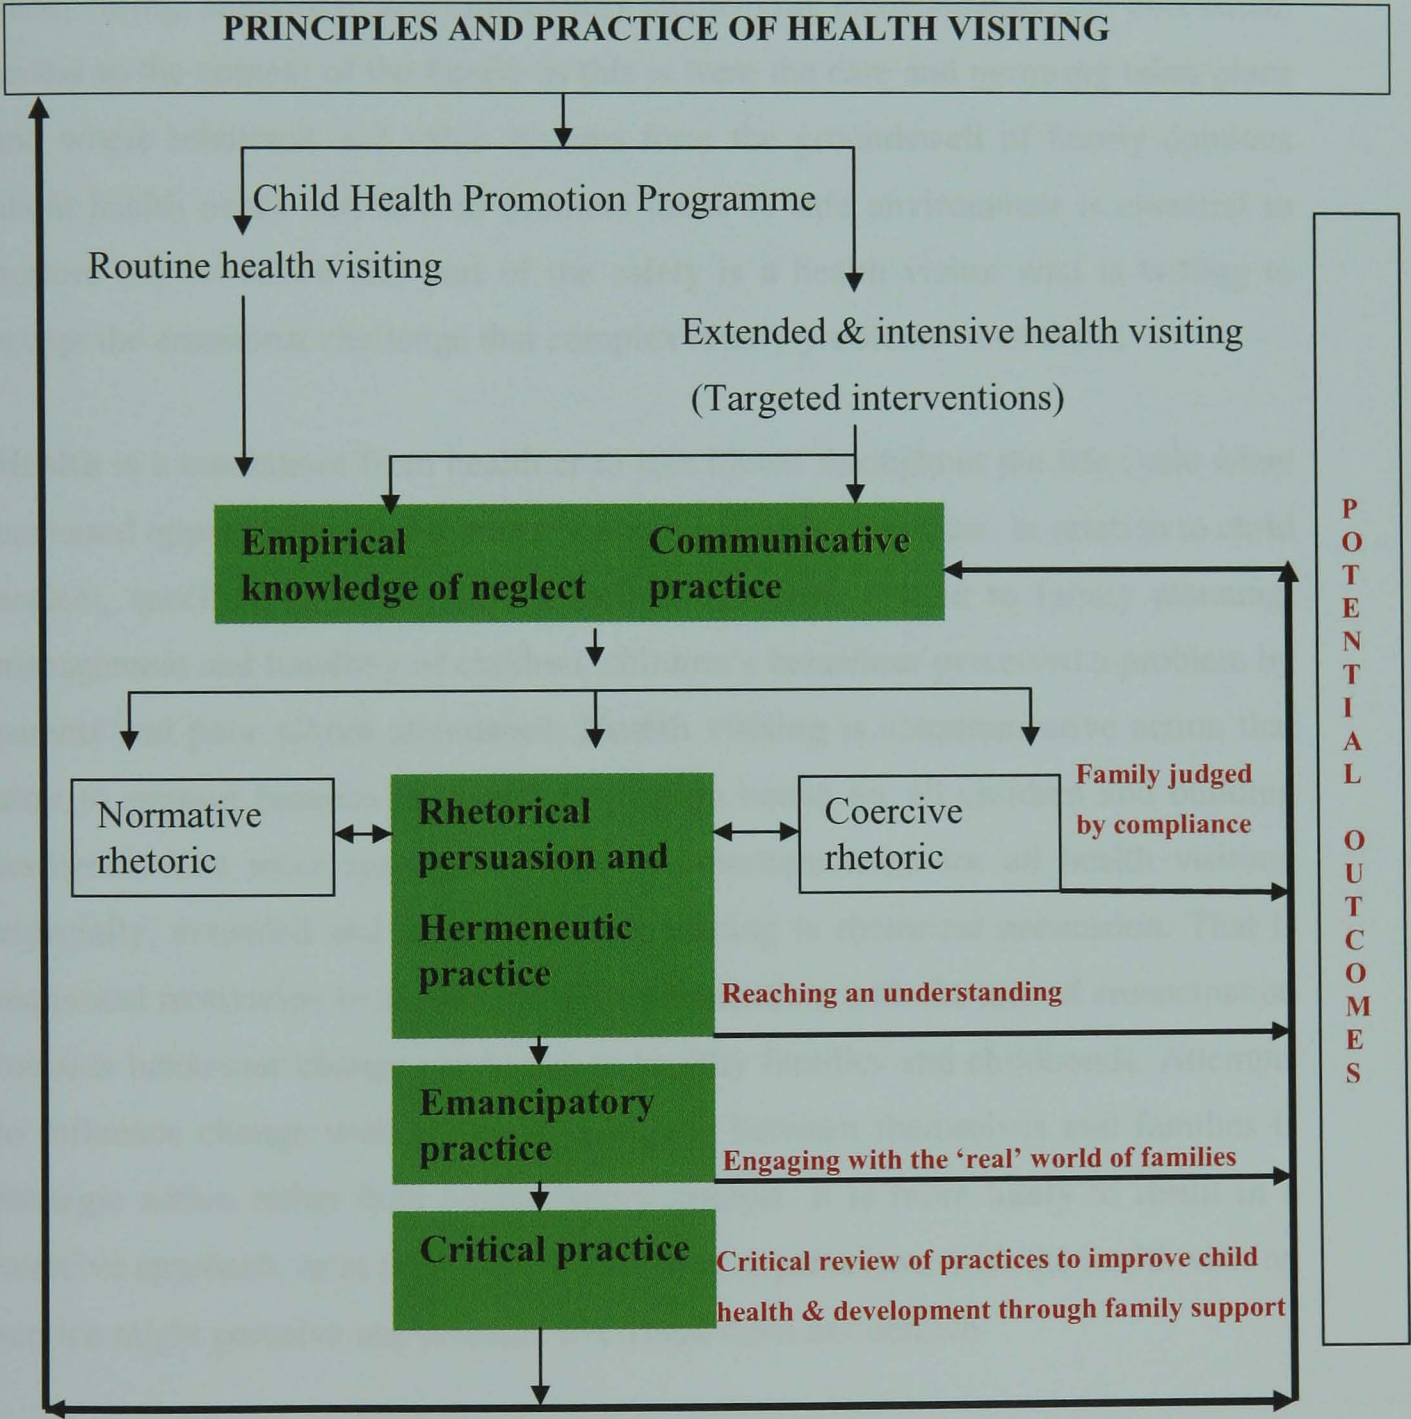 PRINCIPLES AND PRACTICE OF HEALTH VISITING
Child Health Promotion Programme
Routine health visiting
Extended & intensive health visiting
(Targeted interventions)
Empirical
knowledge of neglect
Communicative
practice
Normative
rhetoric
Rhetorical
persuasion and
Hermeneutic
practice
Coercive
rhetoric
Family judged
by compliance
Reaching an understanding
Emancipatory
practice
Engaging with the ‘real’ world of families
Critical practice
Critical review of practices to improve child
health & development through family support
POTENTIAL OUTCOMES